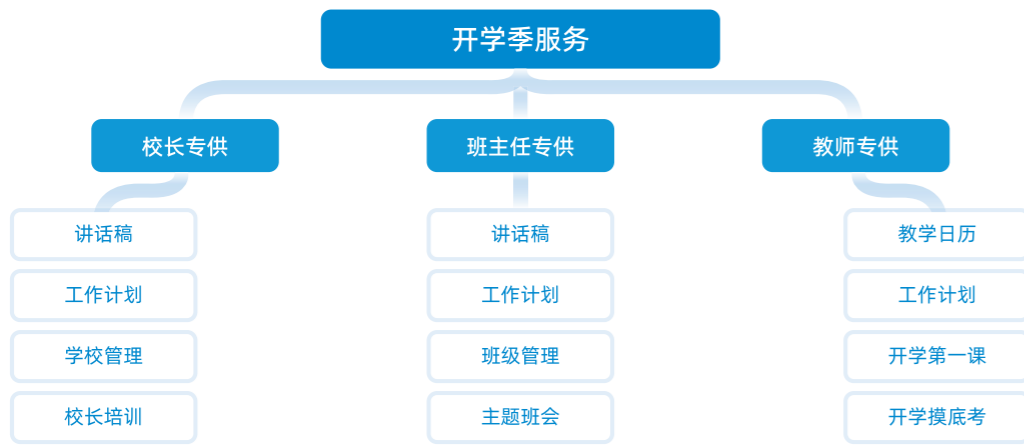 开学季服务
校长专供
班主任专供
教师专供
讲话稿
讲话稿
教学日历
工作计划
工作计划
工作计划
学校管理
班级管理
开学第一课
校长培训
主题班会
开学摸底考